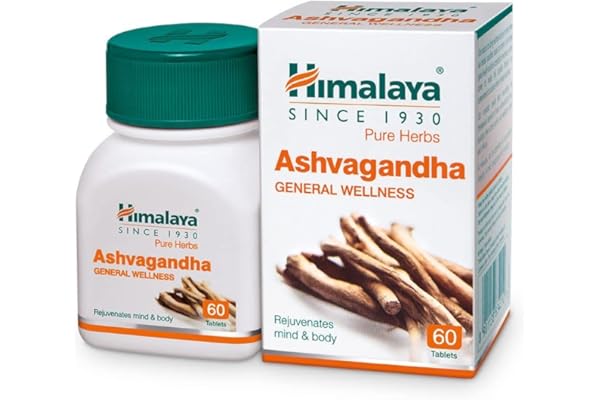 Himalaya®
SINCE 1930
Pure Herbs
Ashvagandha
GENERAL WELLNESS
Rejuvenates mind & body
60
Tablets
Himalaya®
SINCE 1930
Pure Herbs
Ashvagandha
GENERAL WELLNESS
Rejuvenates
mind & body
60
Tablets